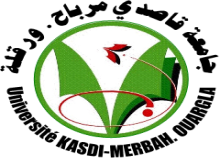 جامعة قاصدي مرباح . ورقلة
Université KASDI-MERBAH. OUARGLA